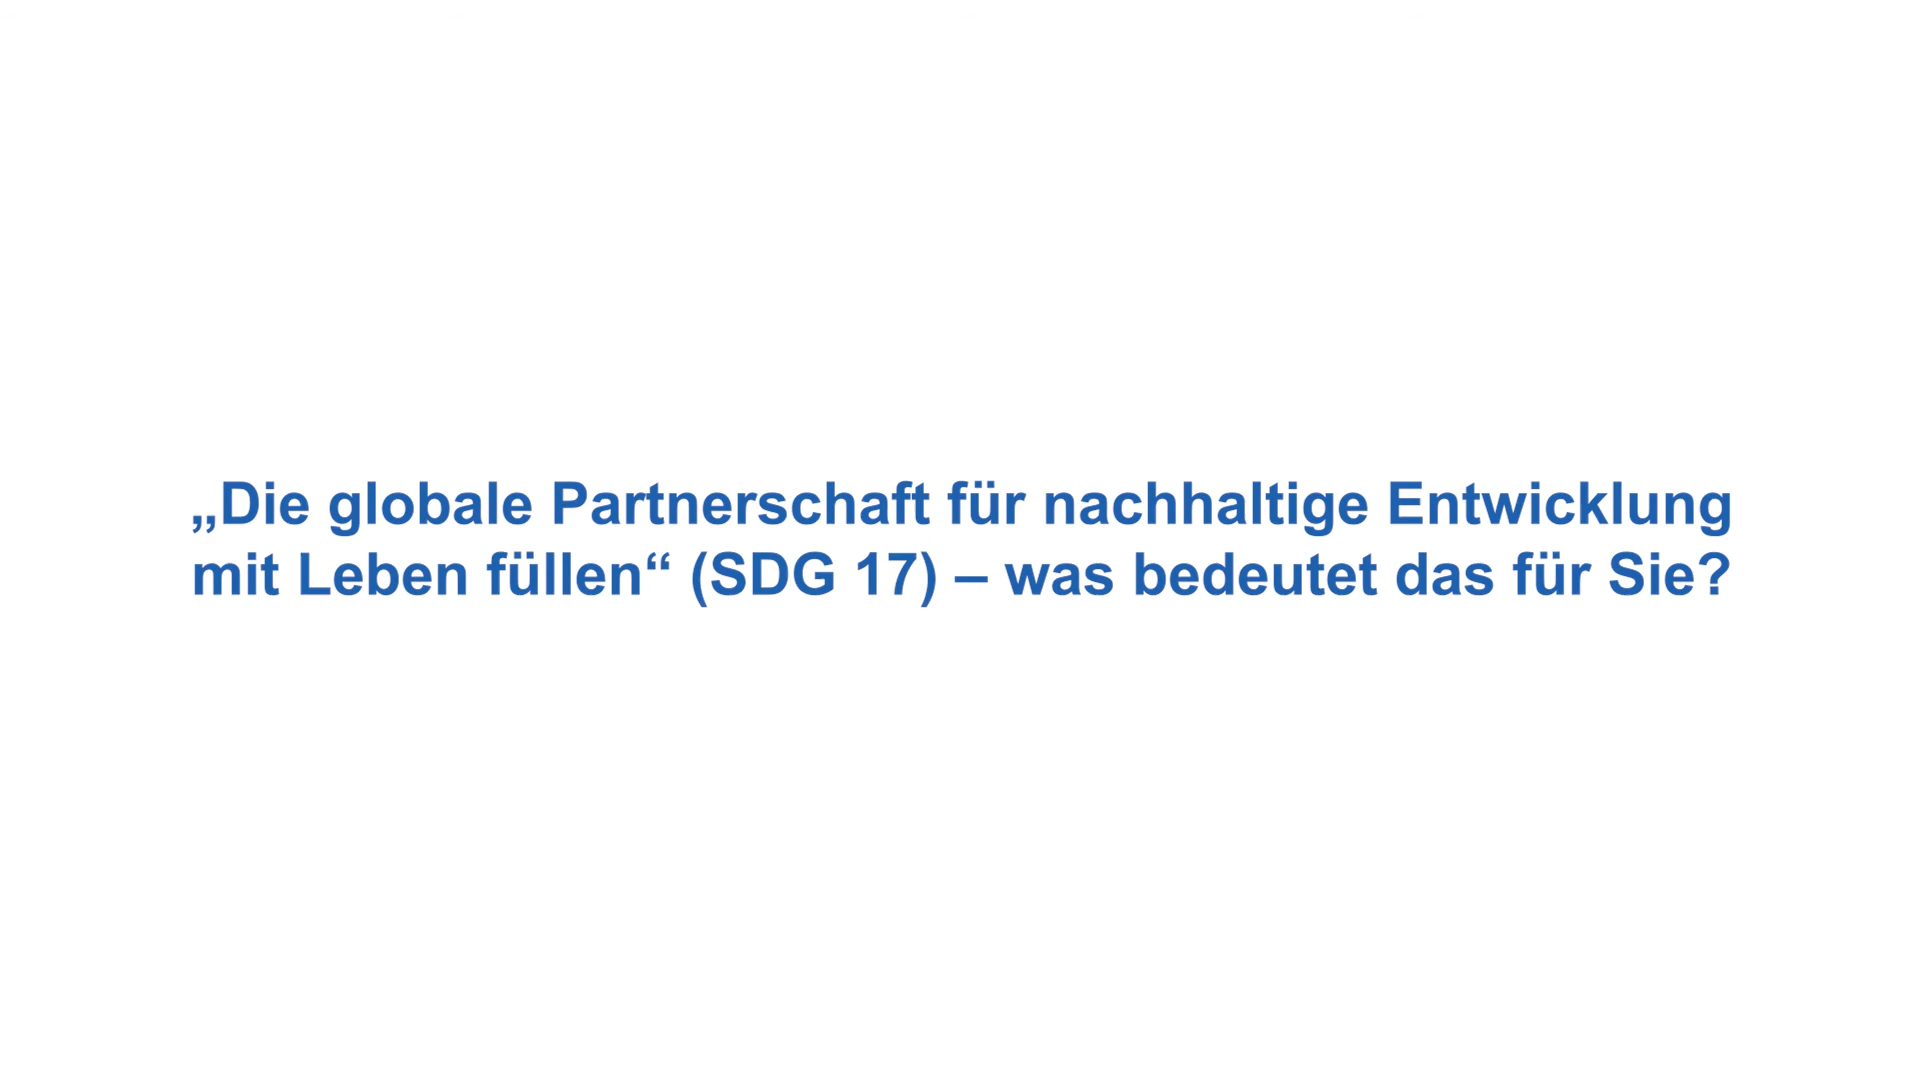 „Die globale Partnerschaft für nachhaltige Entwicklung
mit Leben füllen“ (SDG 17) – was bedeutet das für Sie?